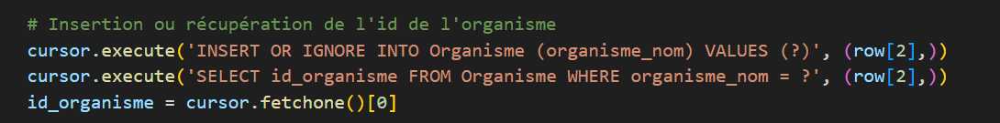 # Insertion ou récupération de l'id de l'organisme
cursor.execute('INSERT OR IGNORE INTO Organisme (organisme_nom) VALUES (?)', (row[2],))
cursor.execute('SELECT id_organisme FROM Organisme WHERE organisme_nom = ?', (row[2],))
id_organisme = cursor.fetchone()[0]